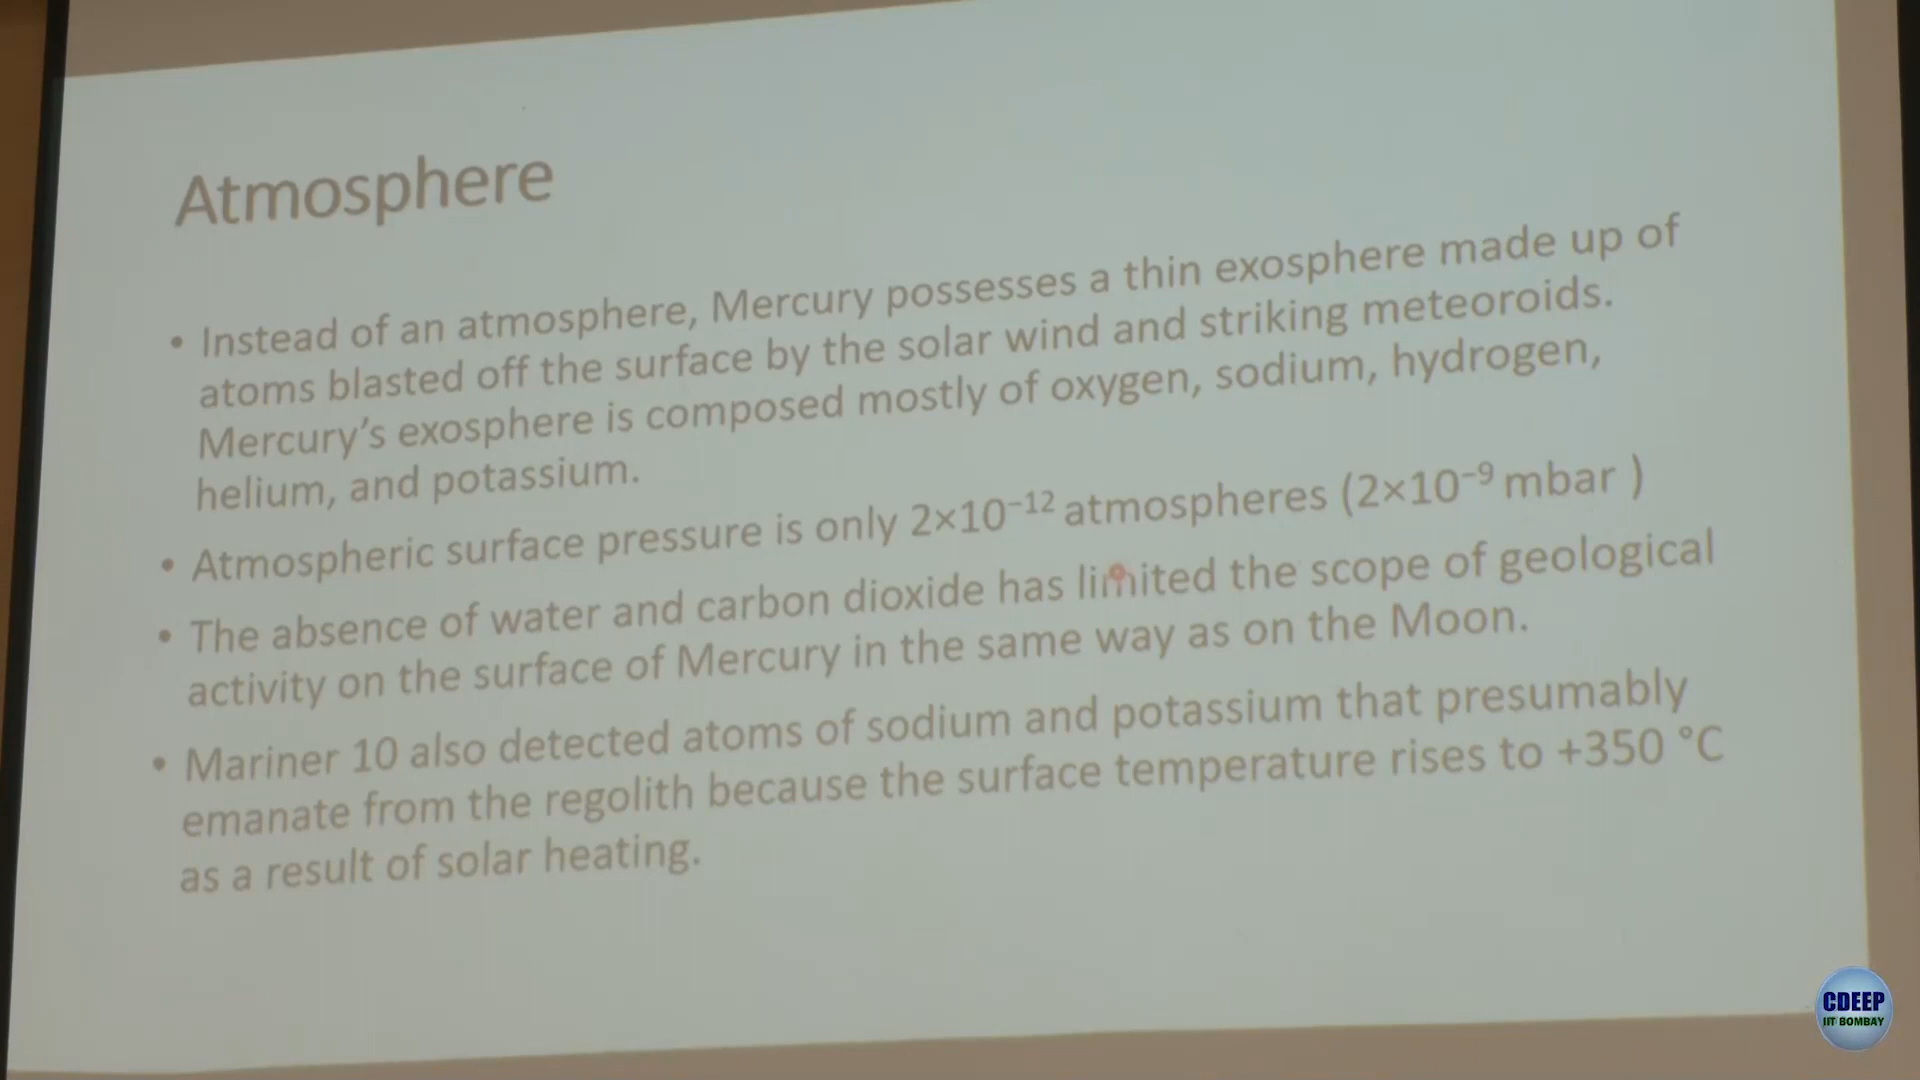 Atmosphere
• Instead of an atmosphere, Mercury possesses a thin exosphere made up of
atoms blasted off the surface by the solar wind and striking meteoroids.
Mercury’s exosphere is composed mostly of oxygen, sodium, hydrogen,
helium, and potassium.
• Atmospheric surface pressure is only 2×10⁻¹² atmospheres (2×10⁻⁹ mbar )
• The absence of water and carbon dioxide has limited the scope of geological
activity on the surface of Mercury in the same way as on the Moon.
• Mariner 10 also detected atoms of sodium and potassium that presumably
emanate from the regolith because the surface temperature rises to +350 °C
as a result of solar heating.
CDEEP
IIT BOMBAY